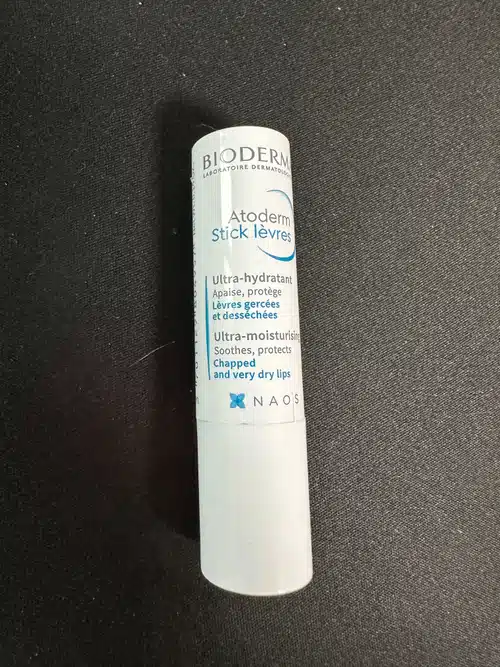 BIODERM
LABORATOIRE DERMATOLOG
Atoderm
Stick lèvres
Ultra-hydratant
Apaise, protège
Lèvres gercées
et desséchées
Ultra-moisturising
Soothes, protects
Chapped
and very dry lips
NAOS